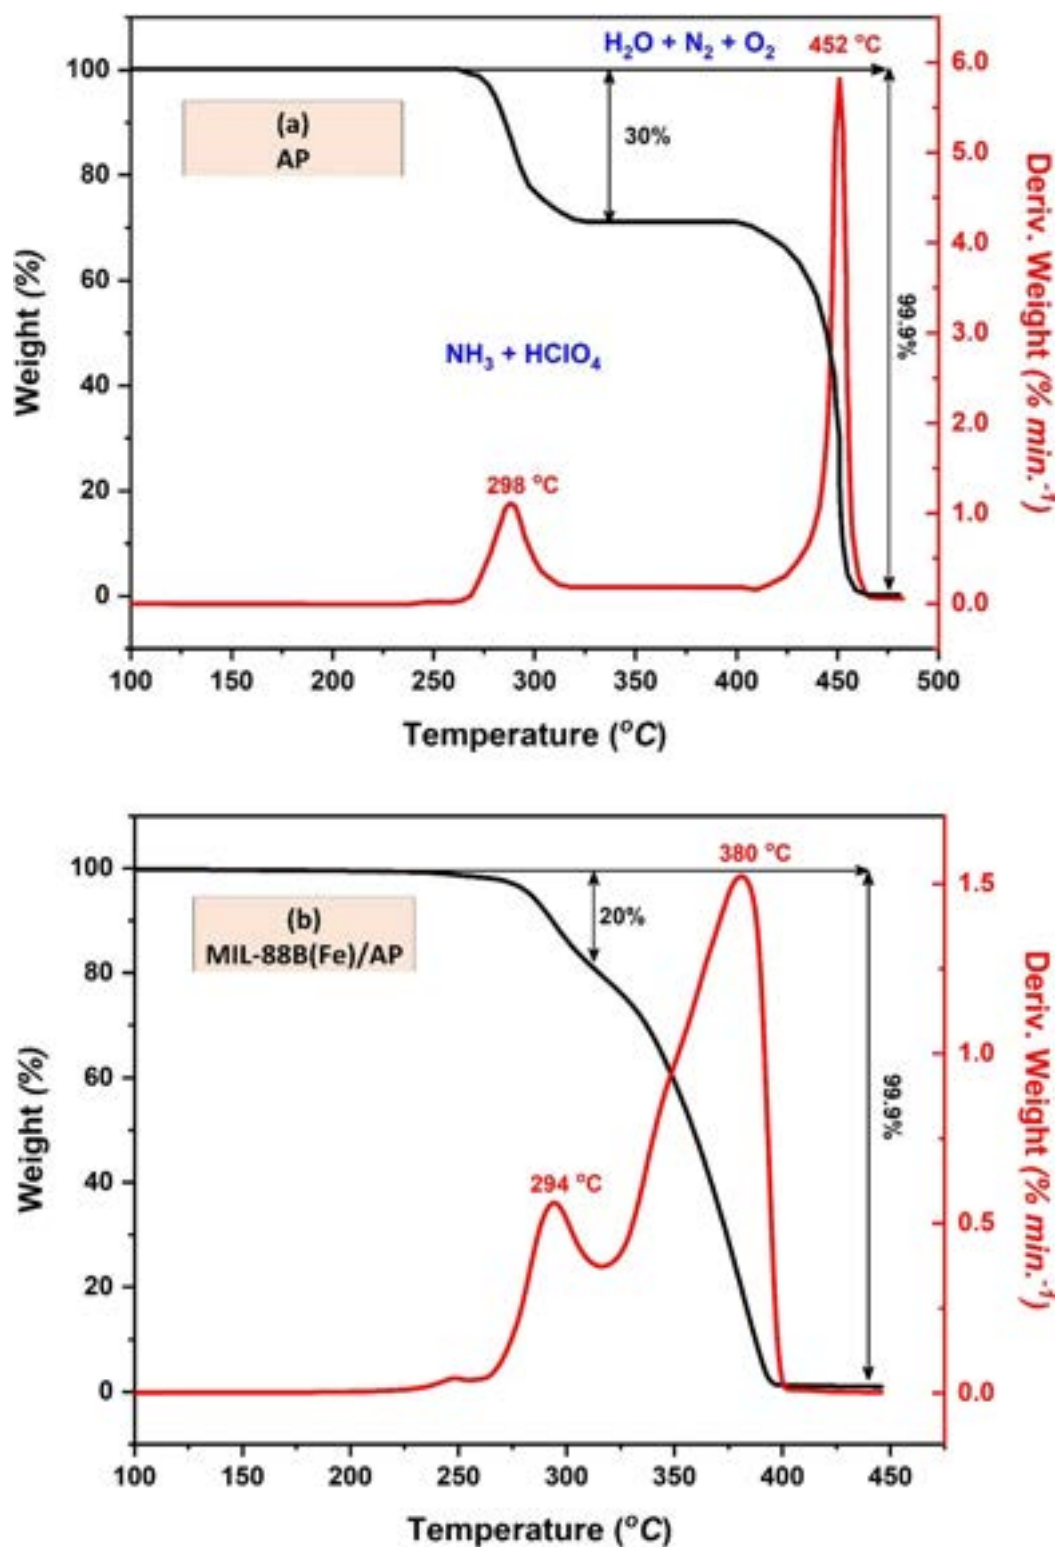 H₂O + N₂ + O₂
452 °C
100
80
60
40
20
0
Weight (%)
(a)
AP
30%
99.9%
NH₃ + HClO₄
298 °C
6.0
5.0
4.0
3.0
2.0
1.0
0.0
Deriv. Weight (% min.⁻¹)
100 150 200 250 300 350 400 450 500
Temperature (°C)
380 °C
100
80
60
40
20
0
Weight (%)
(b)
MIL-88B(Fe)/AP
20%
99.9%
294 °C
1.5
1.0
0.5
0.0
Deriv. Weight (% min.⁻¹)
100 150 200 250 300 350 400 450
Temperature (°C)